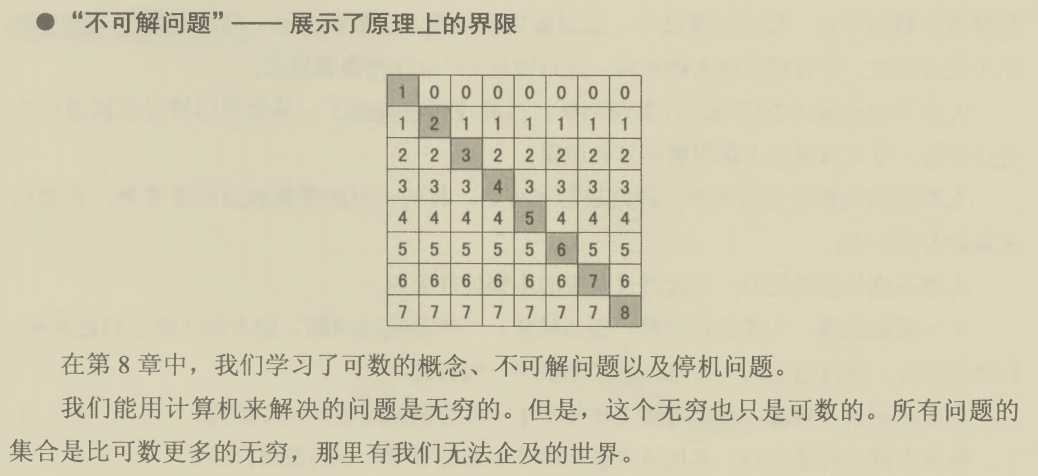 ● “不可解问题”—— 展示了原理上的界限
1 0 0 0 0 0 0 0
1 2 1 1 1 1 1 1
2 2 3 2 2 2 2 2
3 3 3 4 3 3 3 3
4 4 4 4 5 4 4 4
5 5 5 5 5 6 5 5
6 6 6 6 6 6 7 6
7 7 7 7 7 7 7 8
在第 8 章中，我们学习了可数的概念、不可解问题以及停机问题。
我们能用计算机来解决的问题是无穷的。但是，这个无穷也只是可数的。所有问题的
集合是比可数更多的无穷，那里有我们无法企及的世界。